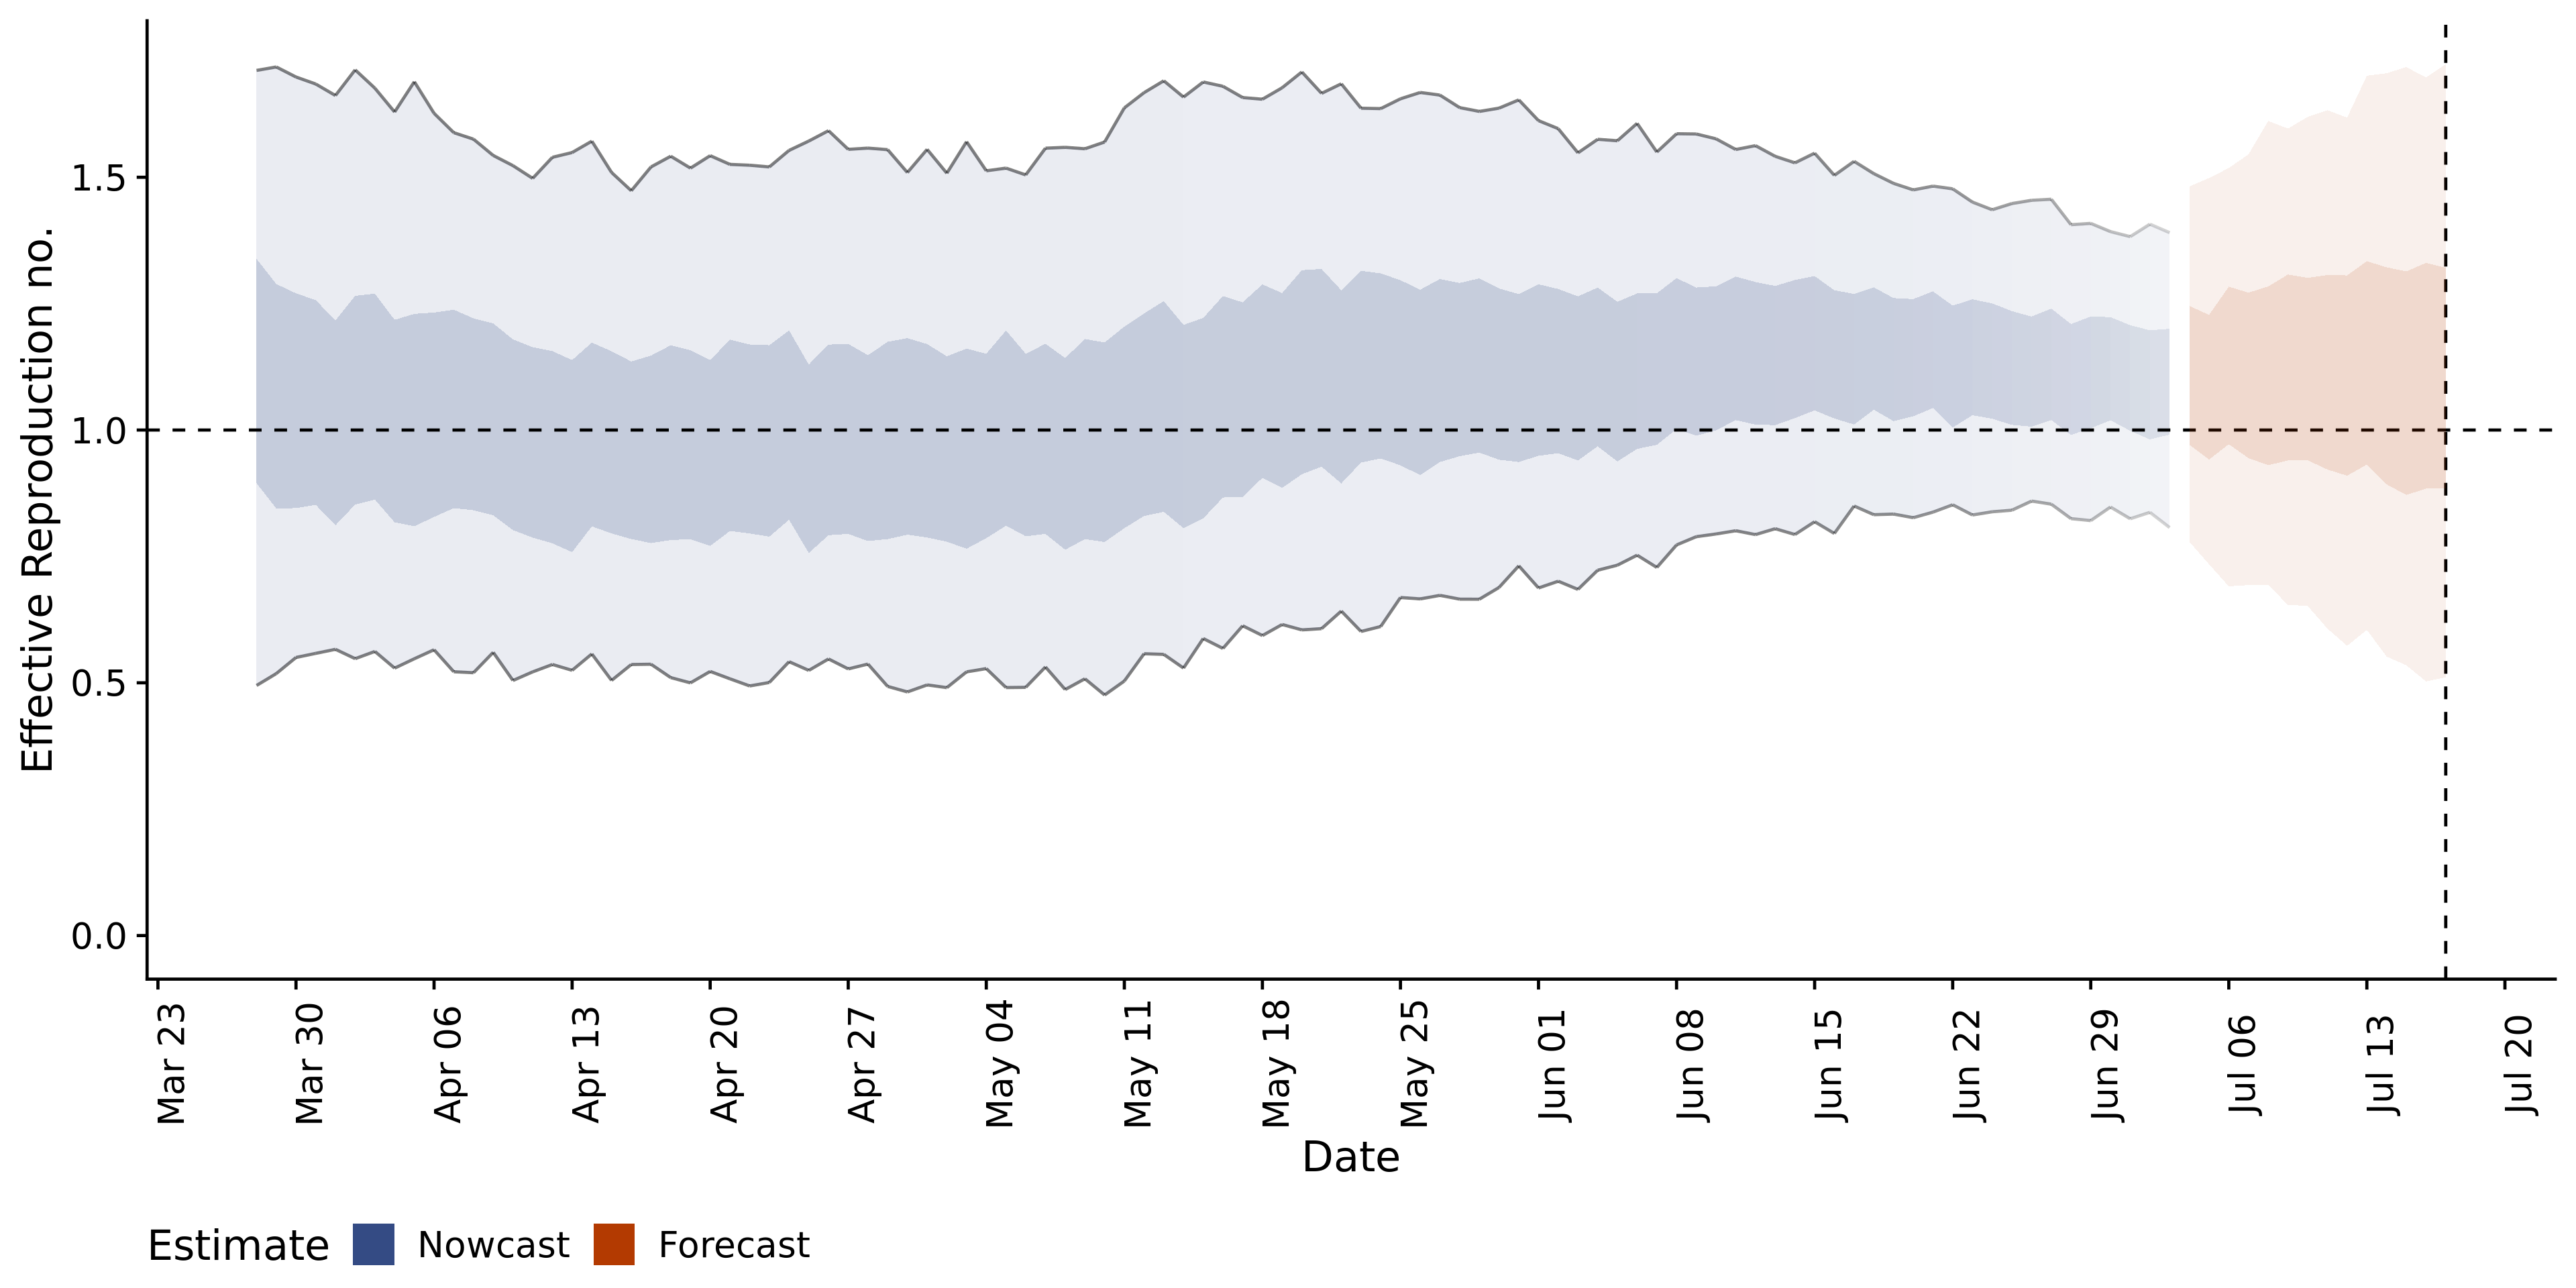 Effective Reproduction no.
1.5
1.0
0.5
0.0
Mar 23
Mar 30
Apr 06
Apr 13
Apr 20
Apr 27
May 04
May 11
May 18
May 25
Jun 01
Jun 08
Jun 15
Jun 22
Jun 29
Jul 06
Jul 13
Jul 20
Date
Estimate Nowcast Forecast